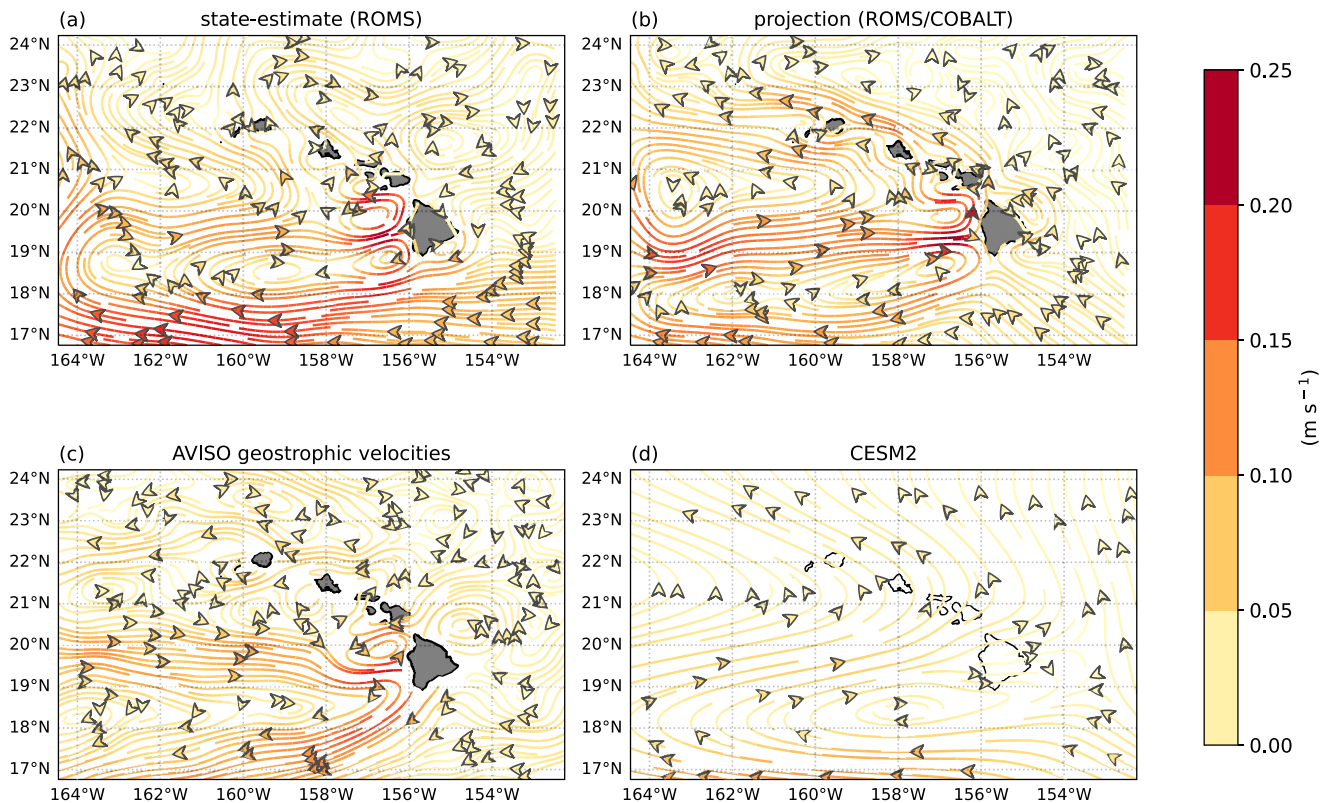 (a) state-estimate (ROMS)
(b) projection (ROMS/COBALT)
24°N
23°N
22°N
21°N
20°N
19°N
18°N
17°N
164°W 162°W 160°W 158°W 156°W 154°W
24°N
23°N
22°N
21°N
20°N
19°N
18°N
17°N
164°W 162°W 160°W 158°W 156°W 154°W
(c) AVISO geostrophic velocities
(d) CESM2
24°N
23°N
22°N
21°N
20°N
19°N
18°N
17°N
164°W 162°W 160°W 158°W 156°W 154°W
24°N
23°N
22°N
21°N
20°N
19°N
18°N
17°N
164°W 162°W 160°W 158°W 156°W 154°W
0.25
0.20
0.15
0.10
0.05
0.00
(m s⁻¹)